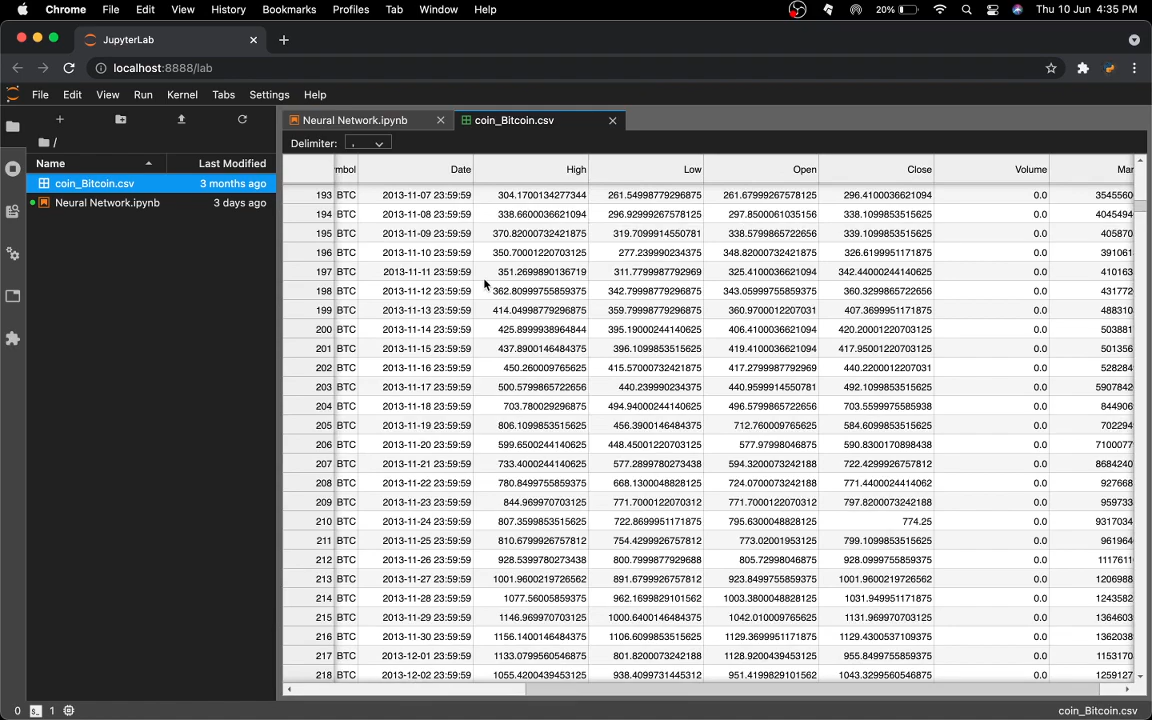 Chrome File Edit View History Bookmarks Profiles Tab Window Help 20% Thu 10 Jun 4:35 PM
JupyterLab
localhost:8888/lab
File Edit View Run Kernel Tabs Settings Help
Neural Network.ipynb coin_Bitcoin.csv
/ Delimiter: ,
Name Last Modified
coin_Bitcoin.csv 3 months ago
Neural Network.ipynb 3 days ago
mbol Date High Low Open Close Volume Mar
193 BTC 2013-11-07 23:59:59 304.1700134277344 261.54998779296875 261.67999267578125 296.4100036621094 0.0 3545560
194 BTC 2013-11-08 23:59:59 338.6600036621094 296.92999267578125 297.8500061035156 338.1099853515625 0.0 4045494
195 BTC 2013-11-09 23:59:59 370.82000732421875 319.7099914550781 338.5799865722656 339.1099853515625 0.0 405870
196 BTC 2013-11-10 23:59:59 350.70001220703125 277.239990234375 348.82000732421875 326.6199951171875 0.0 391061
197 BTC 2013-11-11 23:59:59 351.2699890136719 311.7799987792969 325.4100036621094 342.44000244140625 0.0 410163
198 BTC 2013-11-12 23:59:59 362.80999755859375 342.79998779296875 343.05999755859375 360.3299865722656 0.0 431772
199 BTC 2013-11-13 23:59:59 414.04998779296875 359.79998779296875 360.9700012207031 407.3699951171875 0.0 488310
200 BTC 2013-11-14 23:59:59 425.8999938964844 395.19000244140625 406.4100036621094 420.20001220703125 0.0 503881
201 BTC 2013-11-15 23:59:59 437.8900146484375 396.1099853515625 419.4100036621094 417.95001220703125 0.0 501356
202 BTC 2013-11-16 23:59:59 450.260009765625 415.57000732421875 417.2799987792969 440.2200012207031 0.0 528284
203 BTC 2013-11-17 23:59:59 500.5799865722656 440.239990234375 440.9599914550781 492.1099853515625 0.0 5907842
204 BTC 2013-11-18 23:59:59 703.780029296875 494.94000244140625 496.5799865722656 703.5599975585938 0.0 844906
205 BTC 2013-11-19 23:59:59 806.1099853515625 456.3900146484375 712.760009765625 584.6099853515625 0.0 702294
206 BTC 2013-11-20 23:59:59 599.6500244140625 448.45001220703125 577.97998046875 590.8300170898438 0.0 7100077
207 BTC 2013-11-21 23:59:59 733.4000244140625 577.2899780273438 594.3200073242188 722.4299926757812 0.0 8684240
208 BTC 2013-11-22 23:59:59 780.8499755859375 668.1300048828125 724.0700073242188 771.4400024414062 0.0 927668
209 BTC 2013-11-23 23:59:59 844.969970703125 771.7000122070312 771.7000122070312 797.8200073242188 0.0 959733
210 BTC 2013-11-24 23:59:59 807.3599853515625 722.8699951171875 795.6300048828125 774.25 0.0 9317034
211 BTC 2013-11-25 23:59:59 810.6799926757812 754.4299926757812 773.02001953125 799.1099853515625 0.0 961964
212 BTC 2013-11-26 23:59:59 928.5399780273438 800.7999877929688 805.72998046875 928.0999755859375 0.0 1117611
213 BTC 2013-11-27 23:59:59 1001.9600219726562 891.6799926757812 923.8499755859375 1001.9600219726562 0.0 1206988
214 BTC 2013-11-28 23:59:59 1077.56005859375 962.1699829101562 1003.3800048828125 1031.949951171875 0.0 1243582
215 BTC 2013-11-29 23:59:59 1146.969970703125 1000.6400146484375 1042.010009765625 1131.969970703125 0.0 1364603
216 BTC 2013-11-30 23:59:59 1156.1400146484375 1106.6099853515625 1129.3699951171875 1129.4300537109375 0.0 1362038
217 BTC 2013-12-01 23:59:59 1133.0799560546875 801.8200073242188 1128.9200439453125 955.8499755859375 0.0 1153170
218 BTC 2013-12-02 23:59:59 1055.4200439453125 938.4099731445312 951.4199829101562 1043.3299560546875 0.0 1259127
0 1 coin_Bitcoin.csv